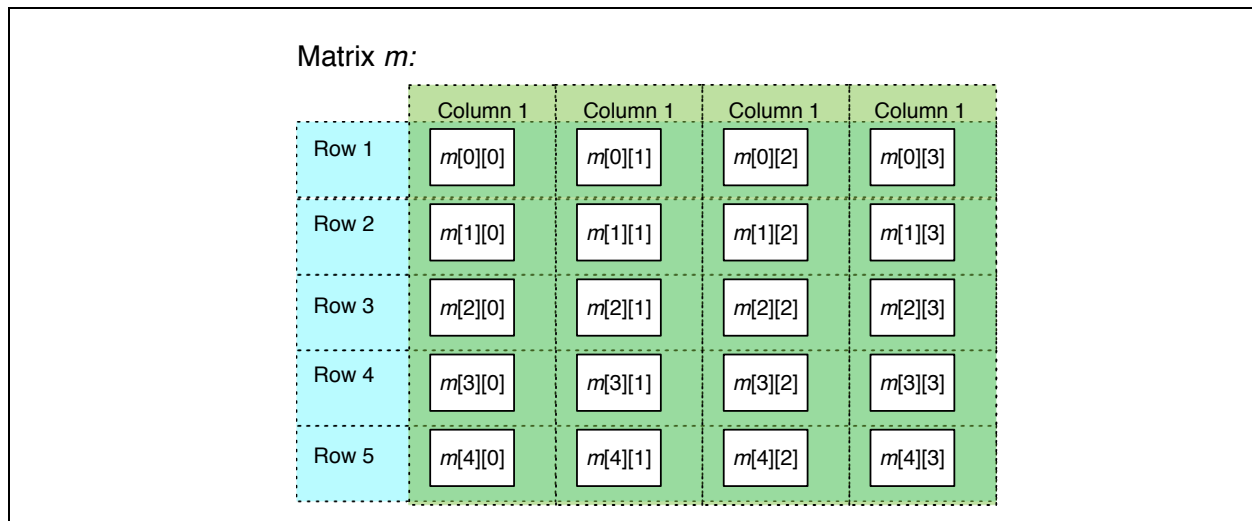 Matrix m:
Column 1 Column 1 Column 1 Column 1
Row 1 m[0][0] m[0][1] m[0][2] m[0][3]
Row 2 m[1][0] m[1][1] m[1][2] m[1][3]
Row 3 m[2][0] m[2][1] m[2][2] m[2][3]
Row 4 m[3][0] m[3][1] m[3][2] m[3][3]
Row 5 m[4][0] m[4][1] m[4][2] m[4][3]